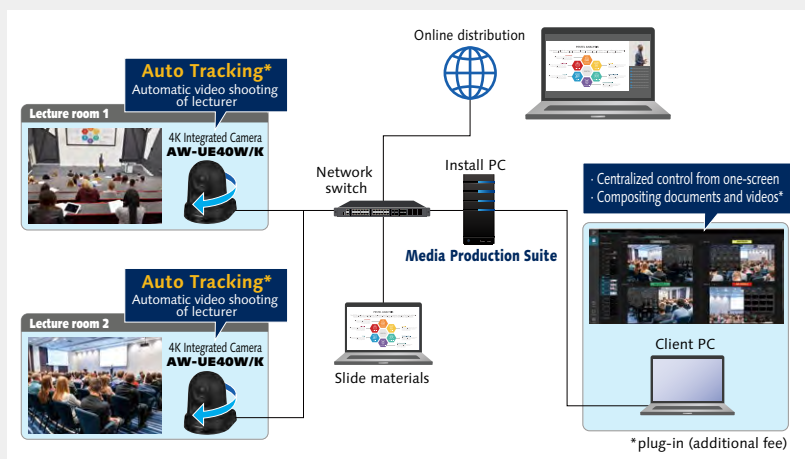 Online distribution
Auto Tracking*
Automatic video shooting
of lecturer
Lecture room 1
4K Integrated Camera
AW-UE40W/K
Network
switch
Install PC
Media Production Suite
· Centralized control from one-screen
· Compositing documents and videos*
Auto Tracking*
Automatic video shooting
of lecturer
Lecture room 2
4K Integrated Camera
AW-UE40W/K
Slide materials
Client PC
*plug-in (additional fee)